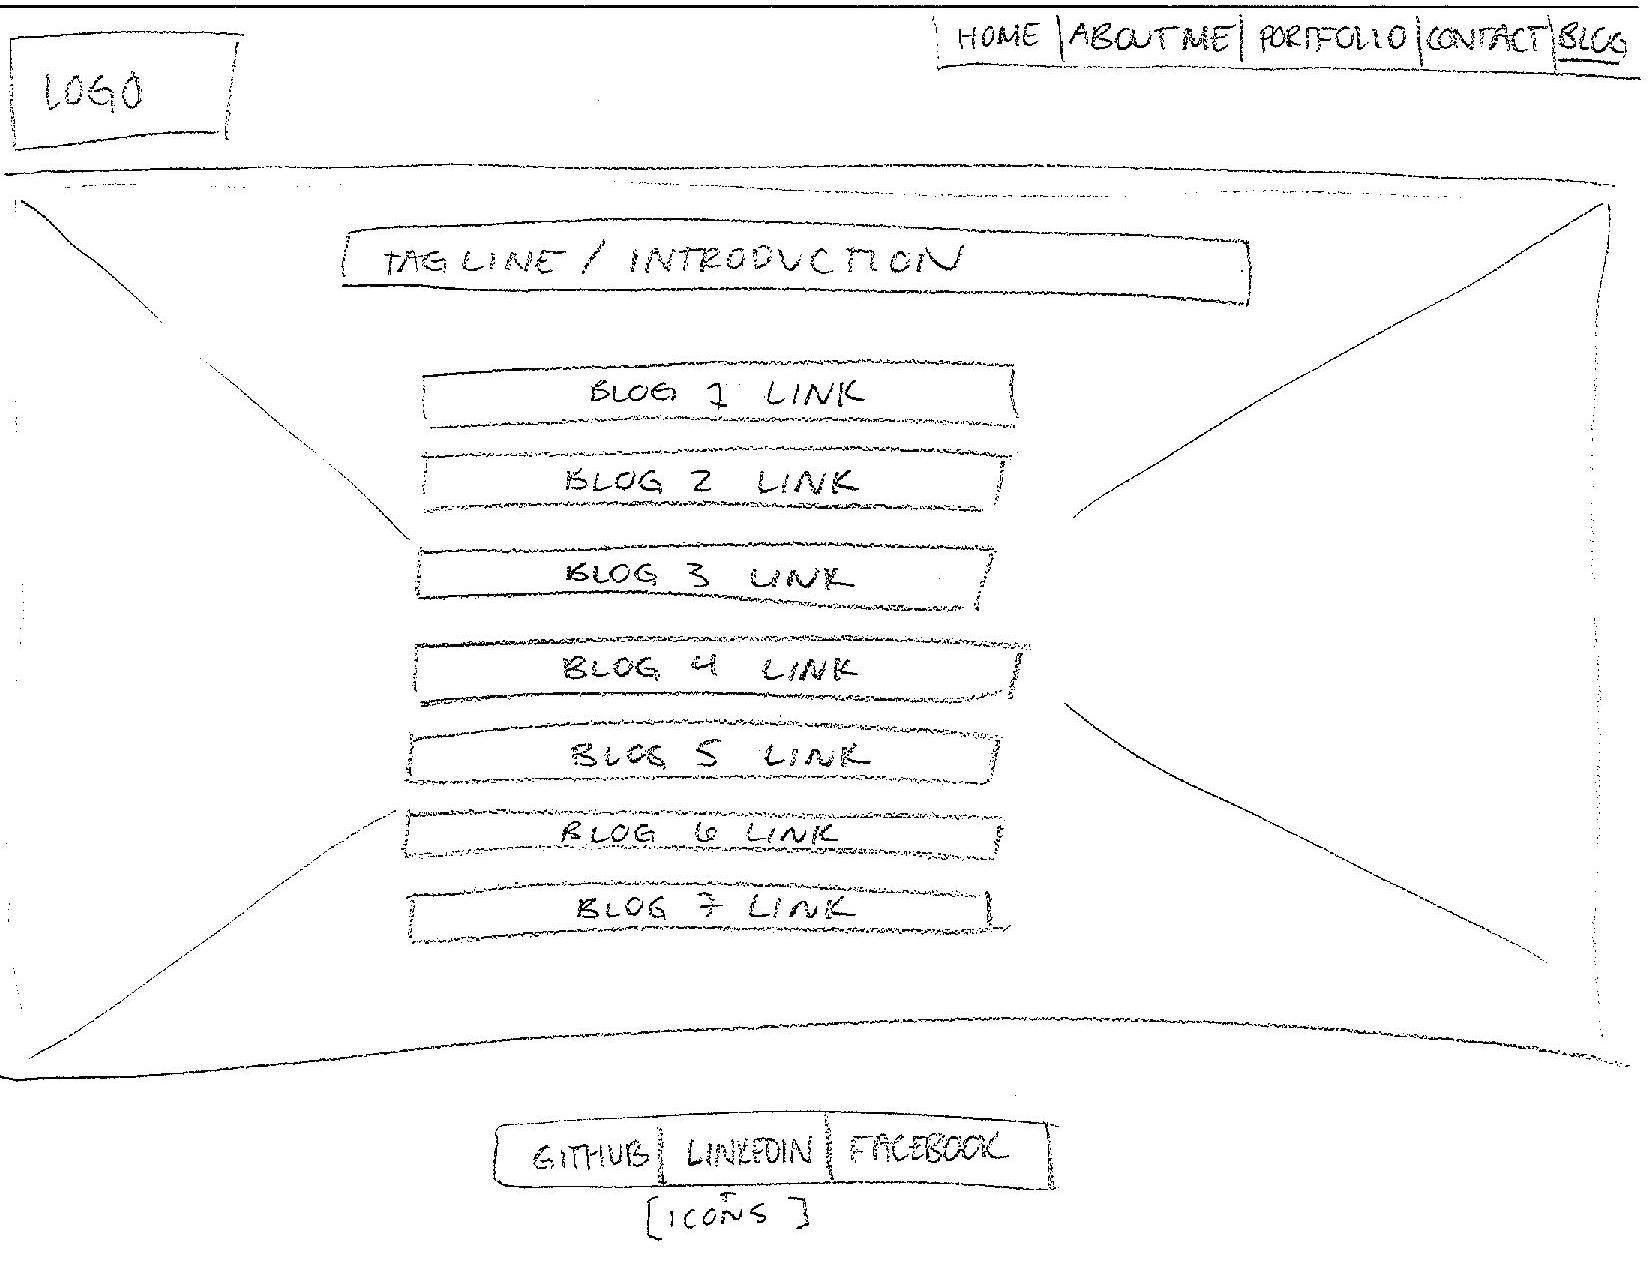 HOME | ABOUT ME | PORTFOLIO | CONTACT | BLOG
LOGO
TAGLINE / INTRODUCTION
BLOG 1 LINK
BLOG 2 LINK
BLOG 3 LINK
BLOG 4 LINK
BLOG 5 LINK
BLOG 6 LINK
BLOG 7 LINK
GITHUB | LINKEDIN | FACEBOOK
[ICONS]